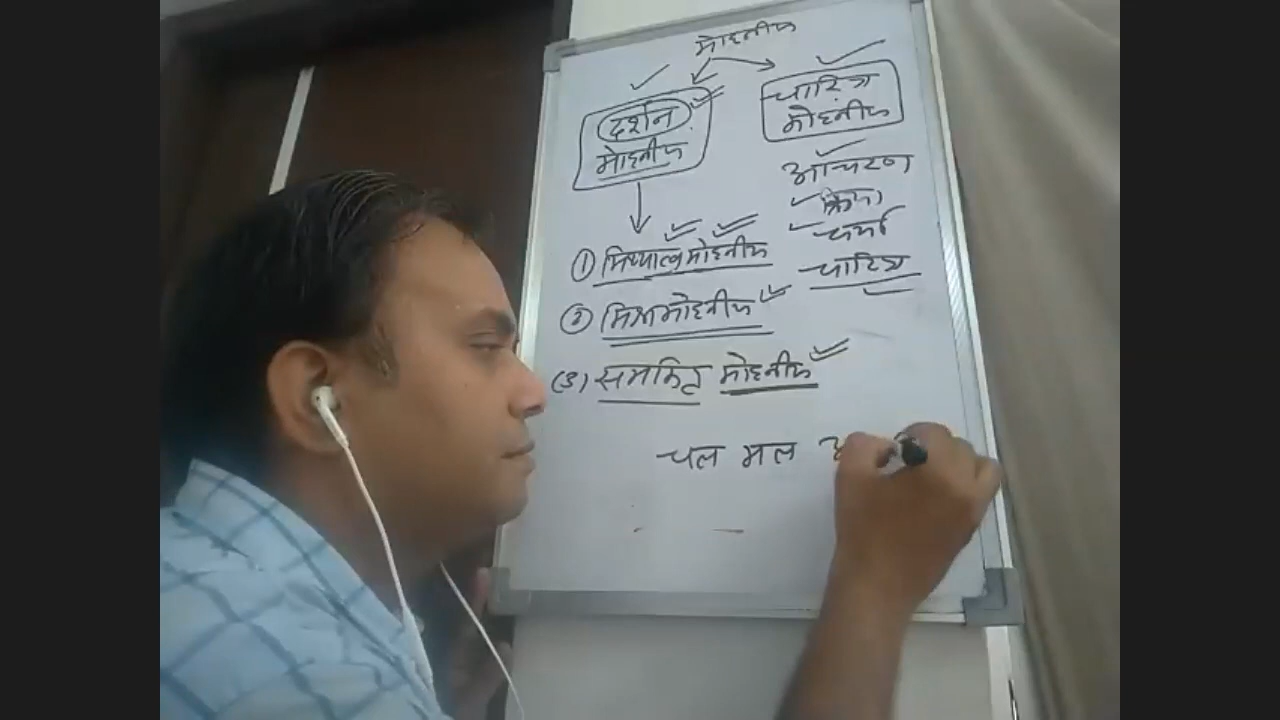 मोहनीय
दर्शन
मोहनीय
चारित्र
मोहनीय
आचरण
क्रिया
चर्या
चारित्र
① मिथ्यात्व मोहनीय
② मिश्र मोहनीय
(3) समकित मोहनीय
चल मल अ